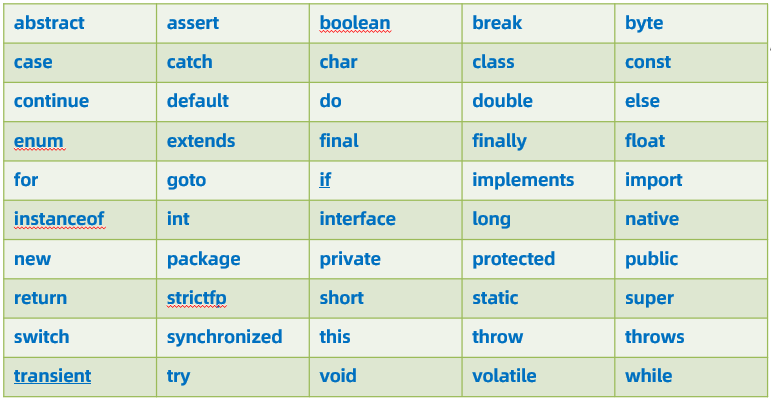 abstract assert boolean break byte
case catch char class const
continue default do double else
enum extends final finally float
for goto if implements import
instanceof int interface long native
new package private protected public
return strictfp short static super
switch synchronized this throw throws
transient try void volatile while